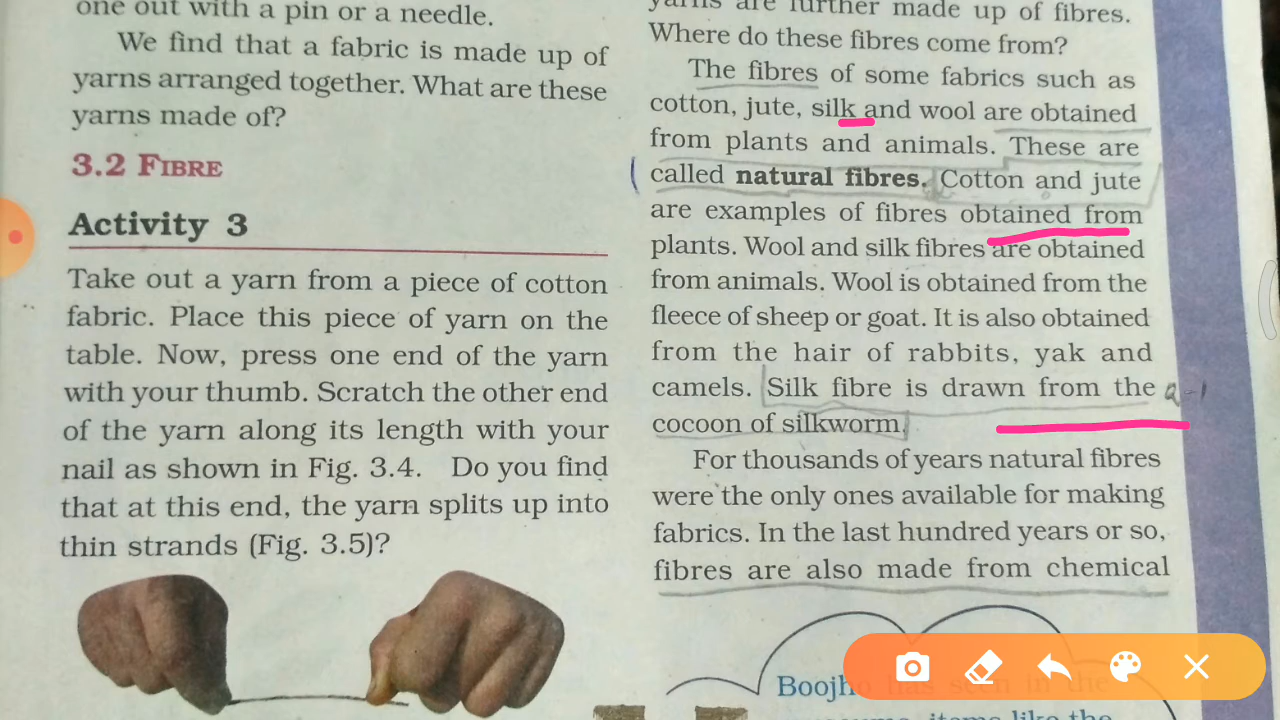 one out with a pin or a needle.
We find that a fabric is made up of
yarns arranged together. What are these
yarns made of?
3.2 FIBRE
Activity 3
Take out a yarn from a piece of cotton
fabric. Place this piece of yarn on the
table. Now, press one end of the yarn
with your thumb. Scratch the other end
of the yarn along its length with your
nail as shown in Fig. 3.4. Do you find
that at this end, the yarn splits up into
thin strands (Fig. 3.5)?
yarns are further made up of fibres.
Where do these fibres come from?
The fibres of some fabrics such as
cotton, jute, silk and wool are obtained
from plants and animals. These are
called natural fibres. Cotton and jute
are examples of fibres obtained from
plants. Wool and silk fibres are obtained
from animals. Wool is obtained from the
fleece of sheep or goat. It is also obtained
from the hair of rabbits, yak and
camels. Silk fibre is drawn from the
cocoon of silkworm.
For thousands of years natural fibres
were the only ones available for making
fabrics. In the last hundred years or so,
fibres are also made from chemical
Boojho has seen in the
items like the